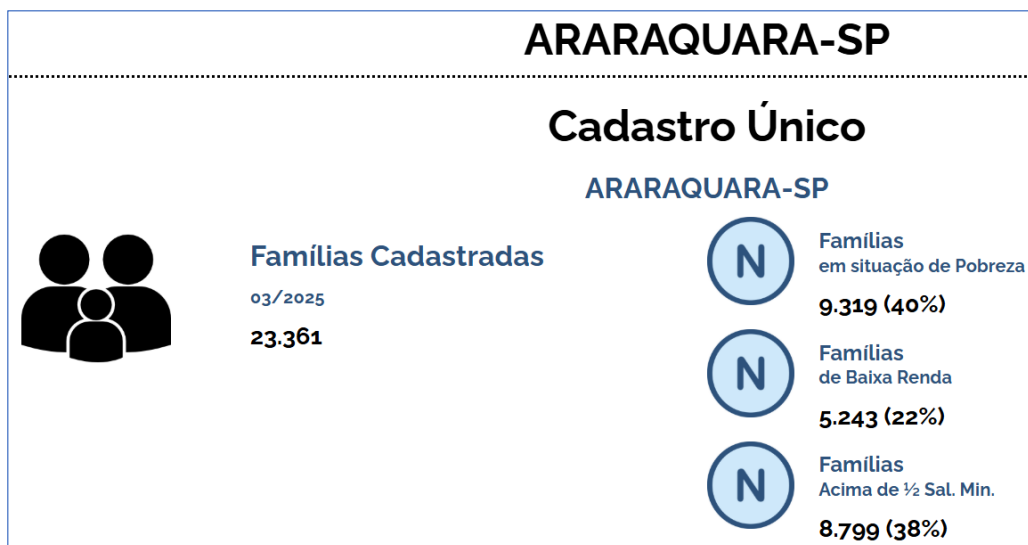 ARARAQUARA-SP
Cadastro Único
ARARAQUARA-SP
Famílias Cadastradas
03/2025
23.361
N
Famílias
em situação de Pobreza
9.319 (40%)
N
Famílias
de Baixa Renda
5.243 (22%)
N
Famílias
Acima de ½ Sal. Min.
8.799 (38%)